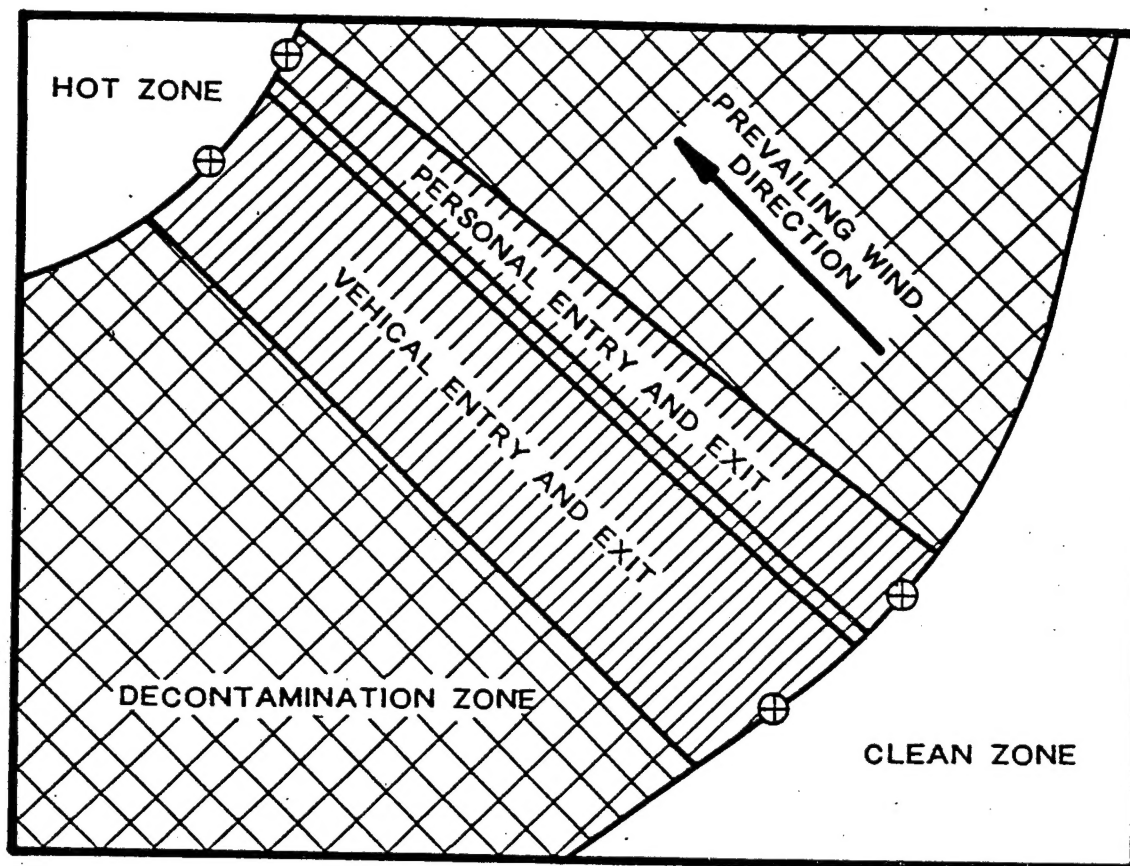 HOT ZONE
PREVAILING WIND
DIRECTION
PERSONAL ENTRY AND EXIT
VEHICAL ENTRY AND EXIT
DECONTAMINATION ZONE
CLEAN ZONE